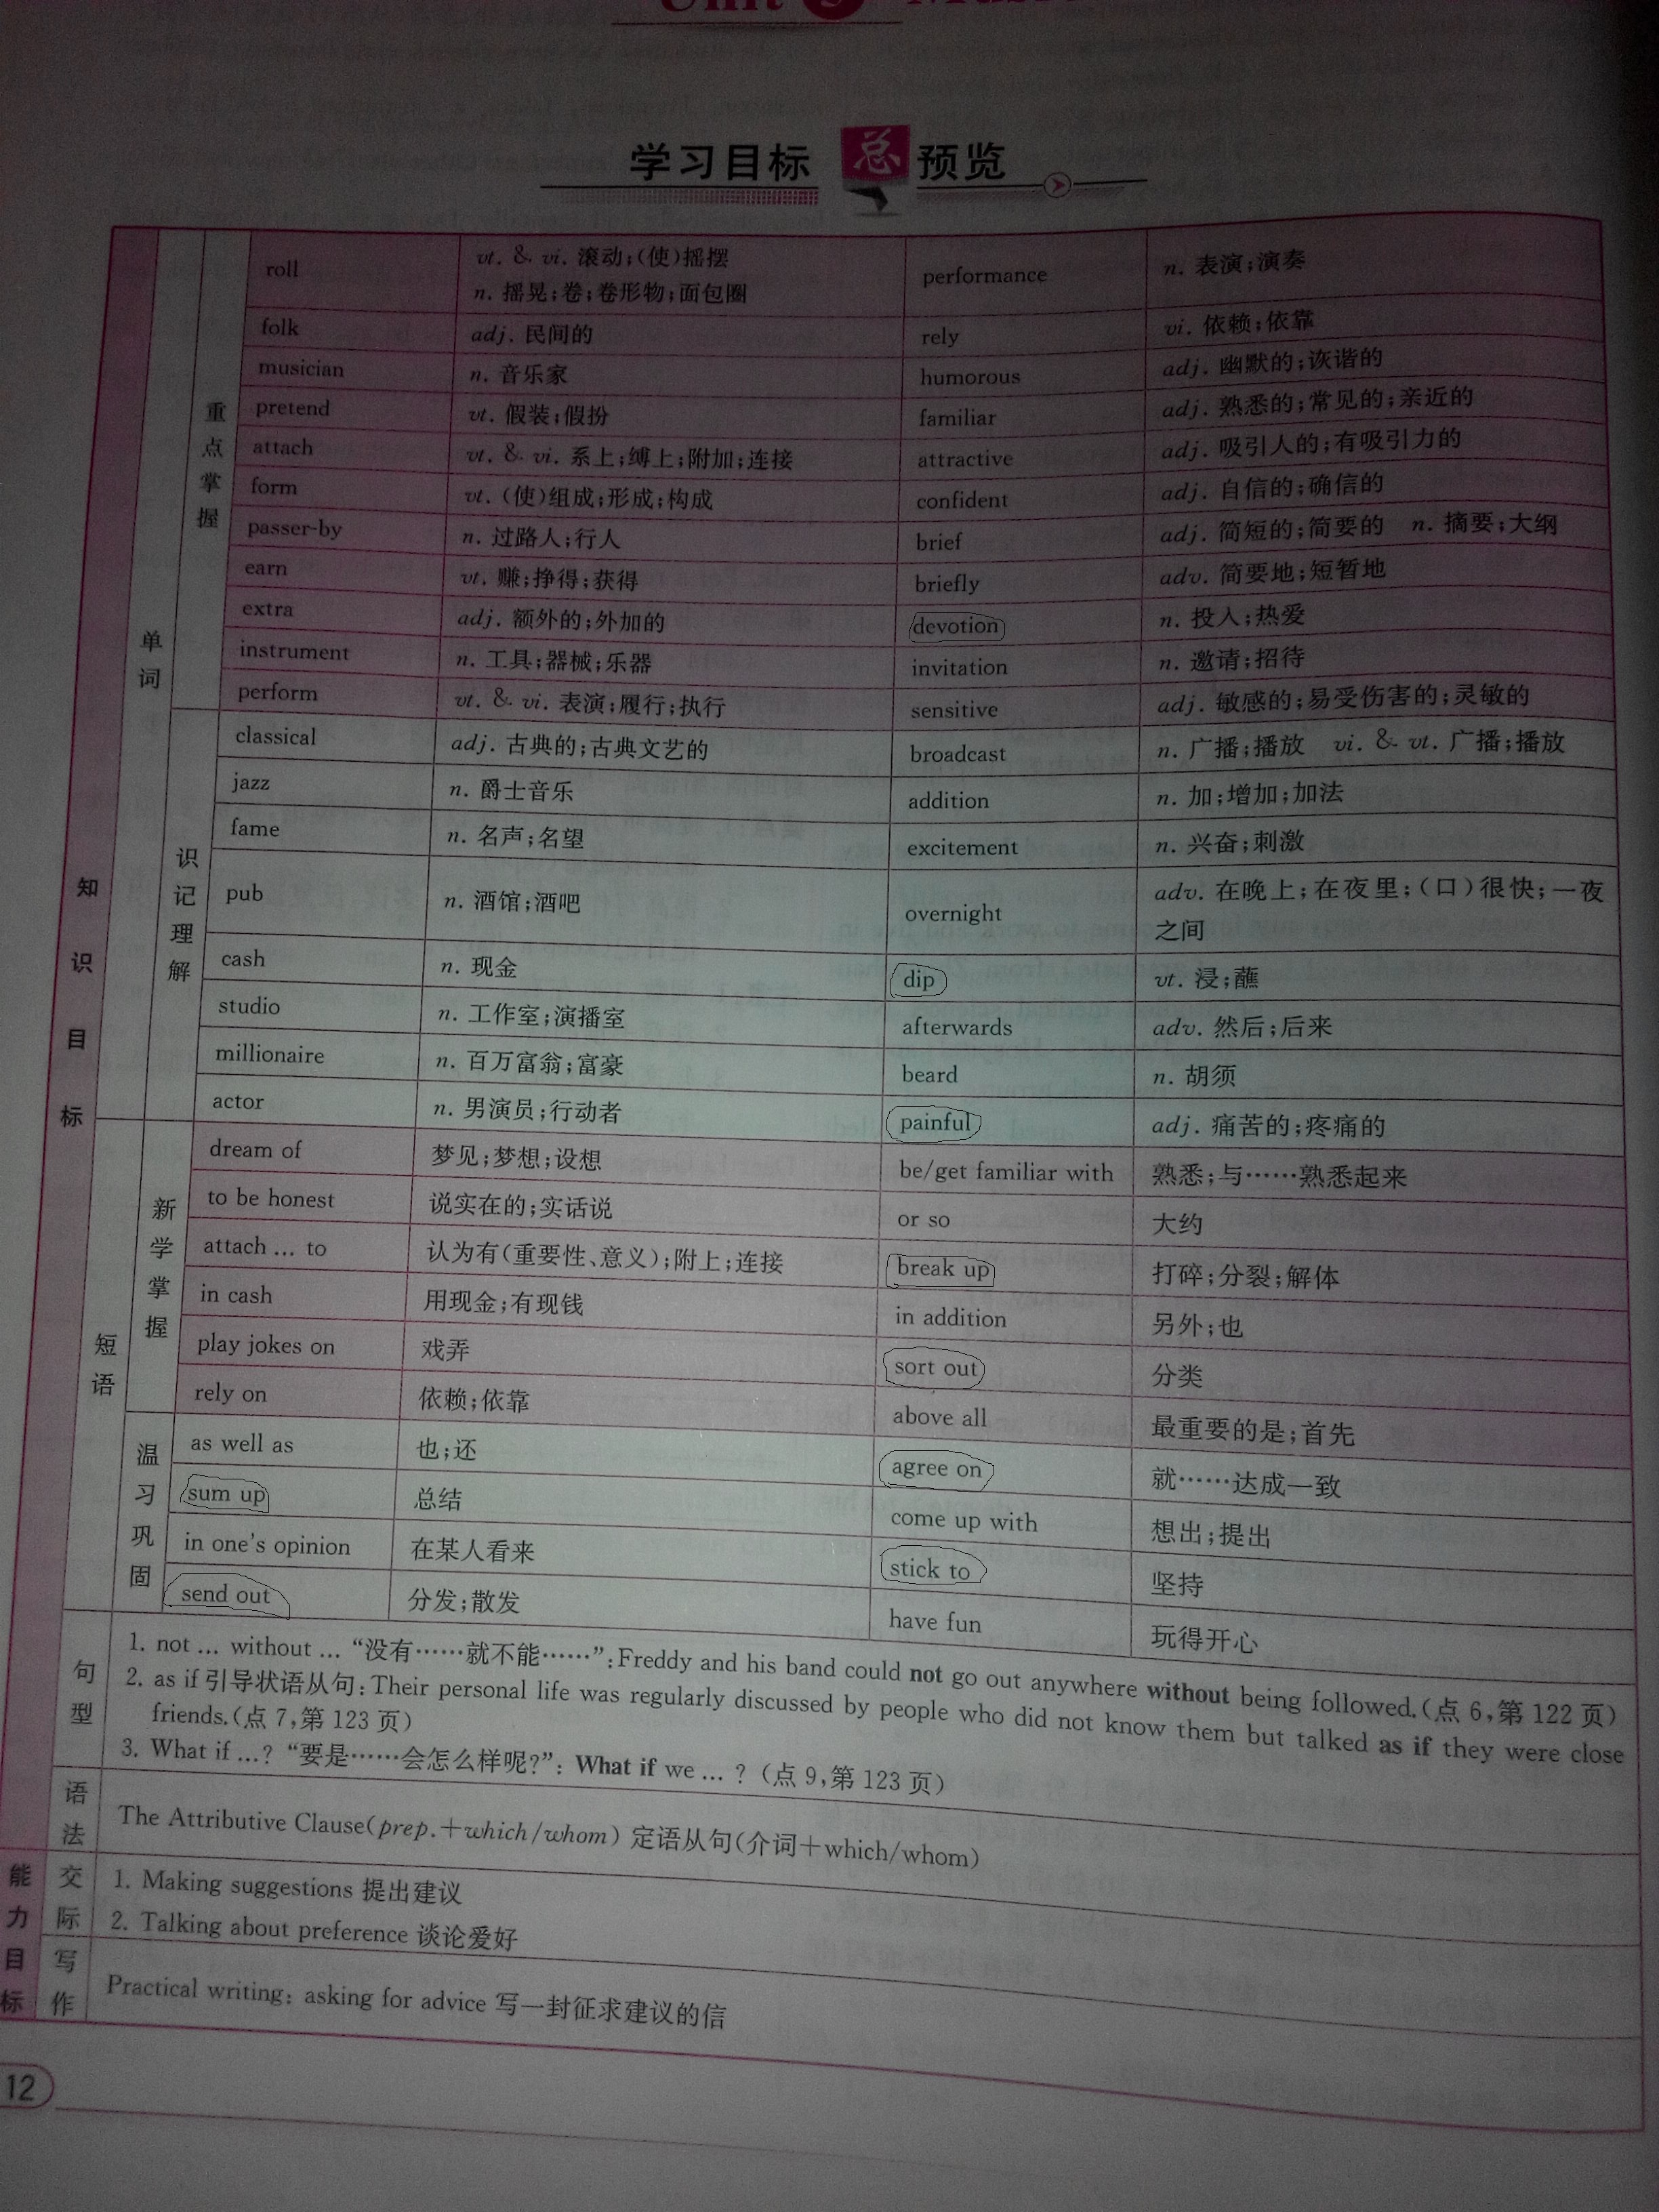 Unit 5
学习目标 总 预览
知识目标
单词
重点掌握
roll vt. & vi. 滚动;(使)摇摆 n. 摇晃;卷;卷形物;面包圈 performance n. 表演;演奏
folk adj. 民间的 rely vi. 依赖;依靠
musician n. 音乐家 humorous adj. 幽默的;诙谐的
pretend vt. 假装;假扮 familiar adj. 熟悉的;常见的;亲近的
attach vt. & vi. 系上;缚上;附加;连接 attractive adj. 吸引人的;有吸引力的
form vt. (使)组成;形成;构成 confident adj. 自信的;确信的
passer-by n. 过路人;行人 brief adj. 简短的;简要的 n. 摘要;大纲
earn vt. 赚;挣得;获得 briefly adv. 简要地;短暂地
extra adj. 额外的;外加的 devotion n. 投入;热爱
instrument n. 工具;器械;乐器 invitation n. 邀请;招待
perform vt. & vi. 表演;履行;执行 sensitive adj. 敏感的;易受伤害的;灵敏的
识记理解
classical adj. 古典的;古典文艺的 broadcast n. 广播;播放 vi. & vt. 广播;播放
jazz n. 爵士音乐 addition n. 加;增加;加法
fame n. 名声;名望 excitement n. 兴奋;刺激
pub n. 酒馆;酒吧 overnight adv. 在晚上;在夜里;(口)很快;一夜之间
cash n. 现金 dip vt. 浸;蘸
studio n. 工作室;演播室 afterwards adv. 然后;后来
millionaire n. 百万富翁;富豪 beard n. 胡须
actor n. 男演员;行动者 painful adj. 痛苦的;疼痛的
短语
新学掌握
dream of 梦见;梦想;设想 be/get familiar with 熟悉;与……熟悉起来
to be honest 说实在的;实话说 or so 大约
attach … to 认为有(重要性、意义);附上;连接 break up 打碎;分裂;解体
in cash 用现金;有现钱 in addition 另外;也
play jokes on 戏弄 sort out 分类
rely on 依赖;依靠 above all 最重要的是;首先
温习巩固
as well as 也;还 agree on 就……达成一致
sum up 总结 come up with 想出;提出
in one's opinion 在某人看来 stick to 坚持
send out 分发;散发 have fun 玩得开心
句型
1. not … without … “没有……就不能……”:Freddy and his band could not go out anywhere without being followed.(点 6,第 122 页)
2. as if 引导状语从句:Their personal life was regularly discussed by people who did not know them but talked as if they were close
friends.(点 7,第 123 页)
3. What if …? “要是……会怎么样呢?”: What if we … ? (点 9,第 123 页)
语法
The Attributive Clause(prep.+which/whom) 定语从句(介词+which/whom)
能力目标
交际
1. Making suggestions 提出建议
2. Talking about preference 谈论爱好
写作
Practical writing: asking for advice 写一封征求建议的信
12